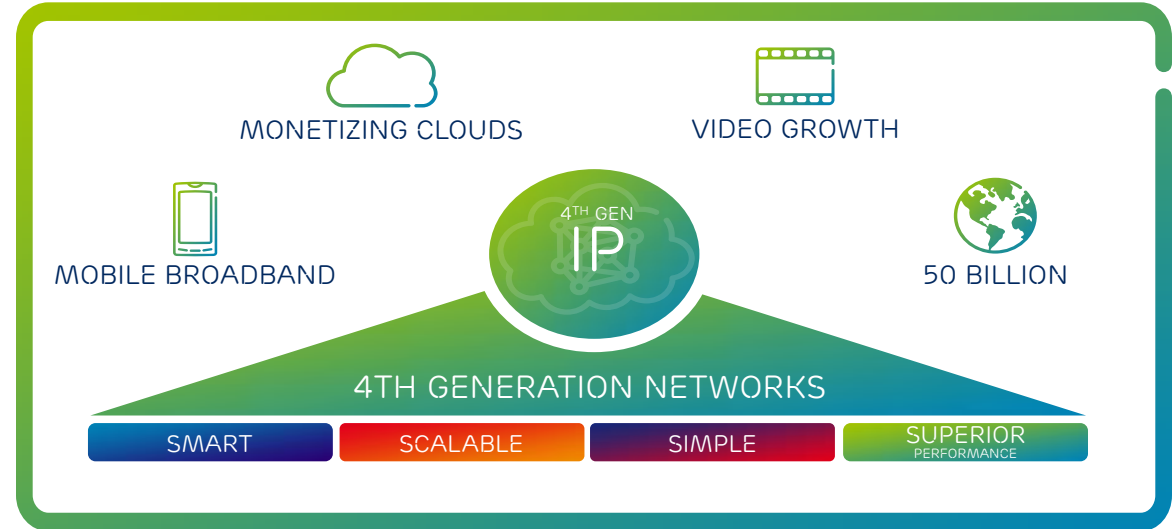 MONETIZING CLOUDS
VIDEO GROWTH
MOBILE BROADBAND
4TH GEN
IP
50 BILLION
4TH GENERATION NETWORKS
SMART
SCALABLE
SIMPLE
SUPERIOR
PERFORMANCE